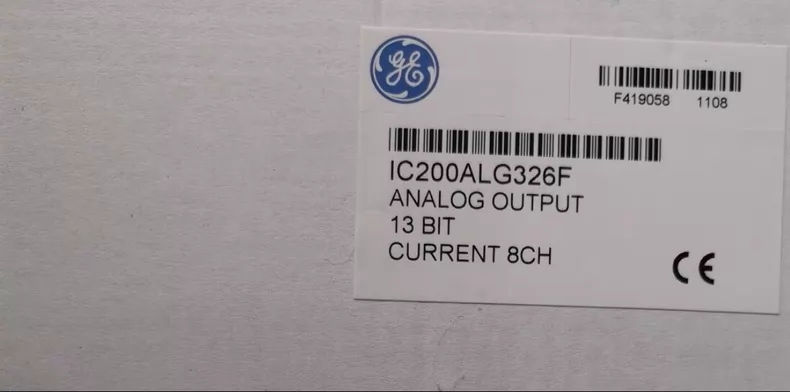 GE
F419058 1108
IC200ALG326F
ANALOG OUTPUT
13 BIT
CURRENT 8CH
CE